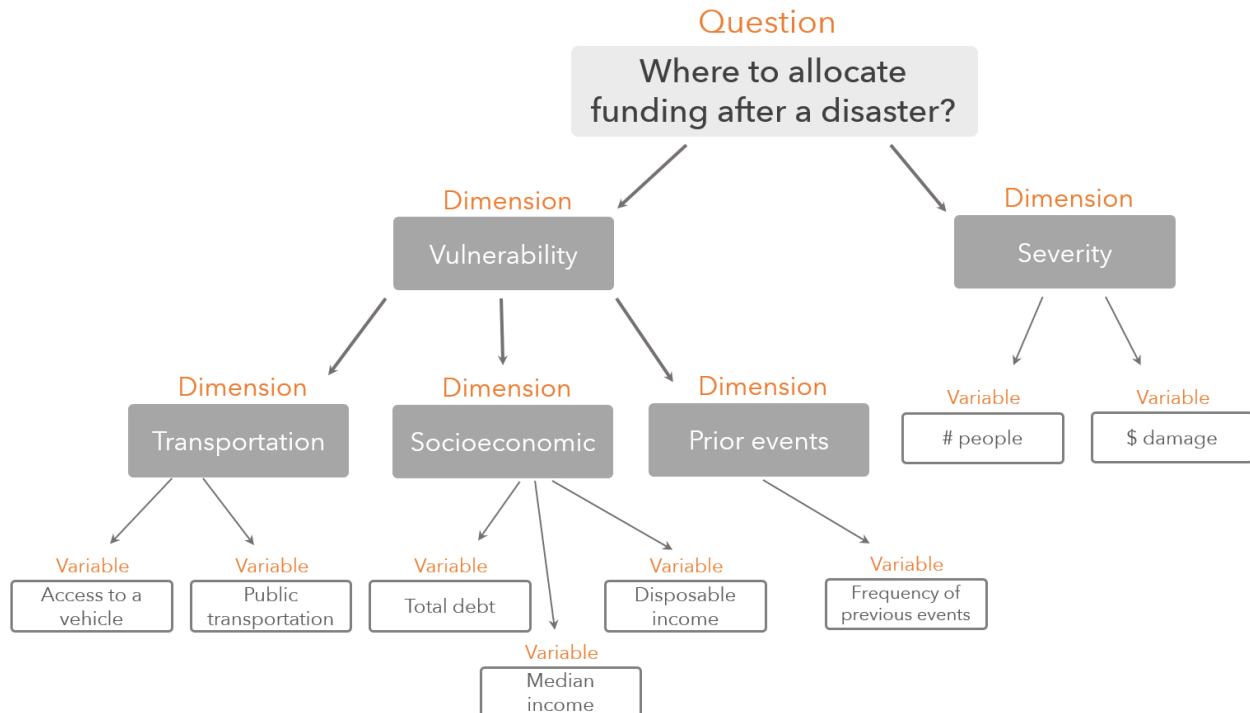 Question
Where to allocate
funding after a disaster?
Dimension
Vulnerability
Dimension
Severity
Dimension
Transportation
Dimension
Socioeconomic
Dimension
Prior events
Variable
# people
Variable
$ damage
Variable
Access to a
vehicle
Variable
Public
transportation
Variable
Total debt
Variable
Median
income
Variable
Disposable
income
Variable
Frequency of
previous events